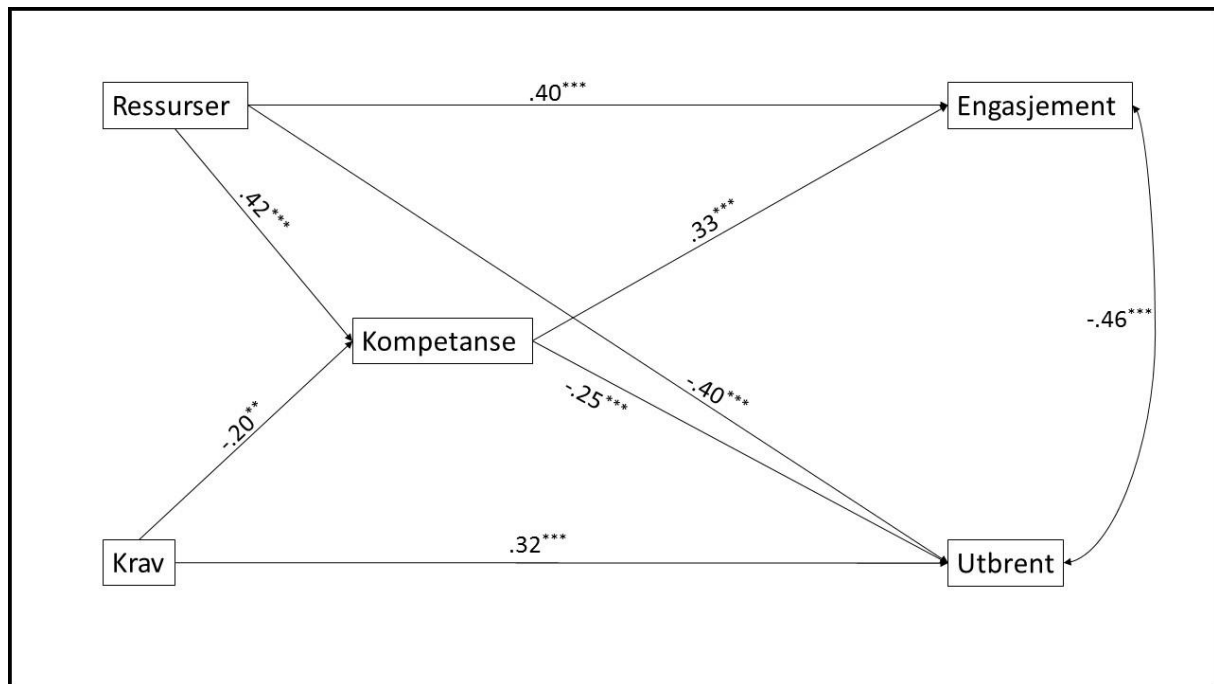 Ressurser
.40***
Engasjement
.42***
.33***
Kompetanse
-.46***
-.25***
-.40***
-.20**
Krav
.32***
Utbrent